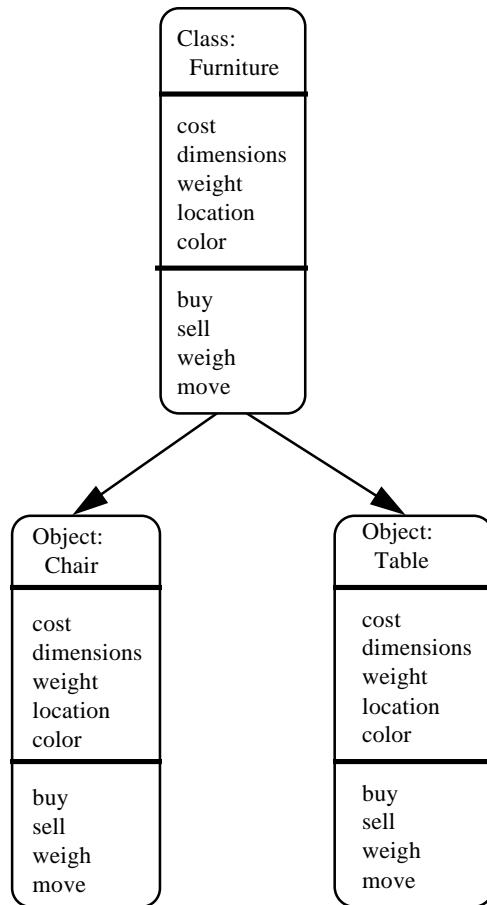 Class:
Furniture
cost
dimensions
weight
location
color
buy
sell
weigh
move
Object:
Chair
cost
dimensions
weight
location
color
buy
sell
weigh
move
Object:
Table
cost
dimensions
weight
location
color
buy
sell
weigh
move